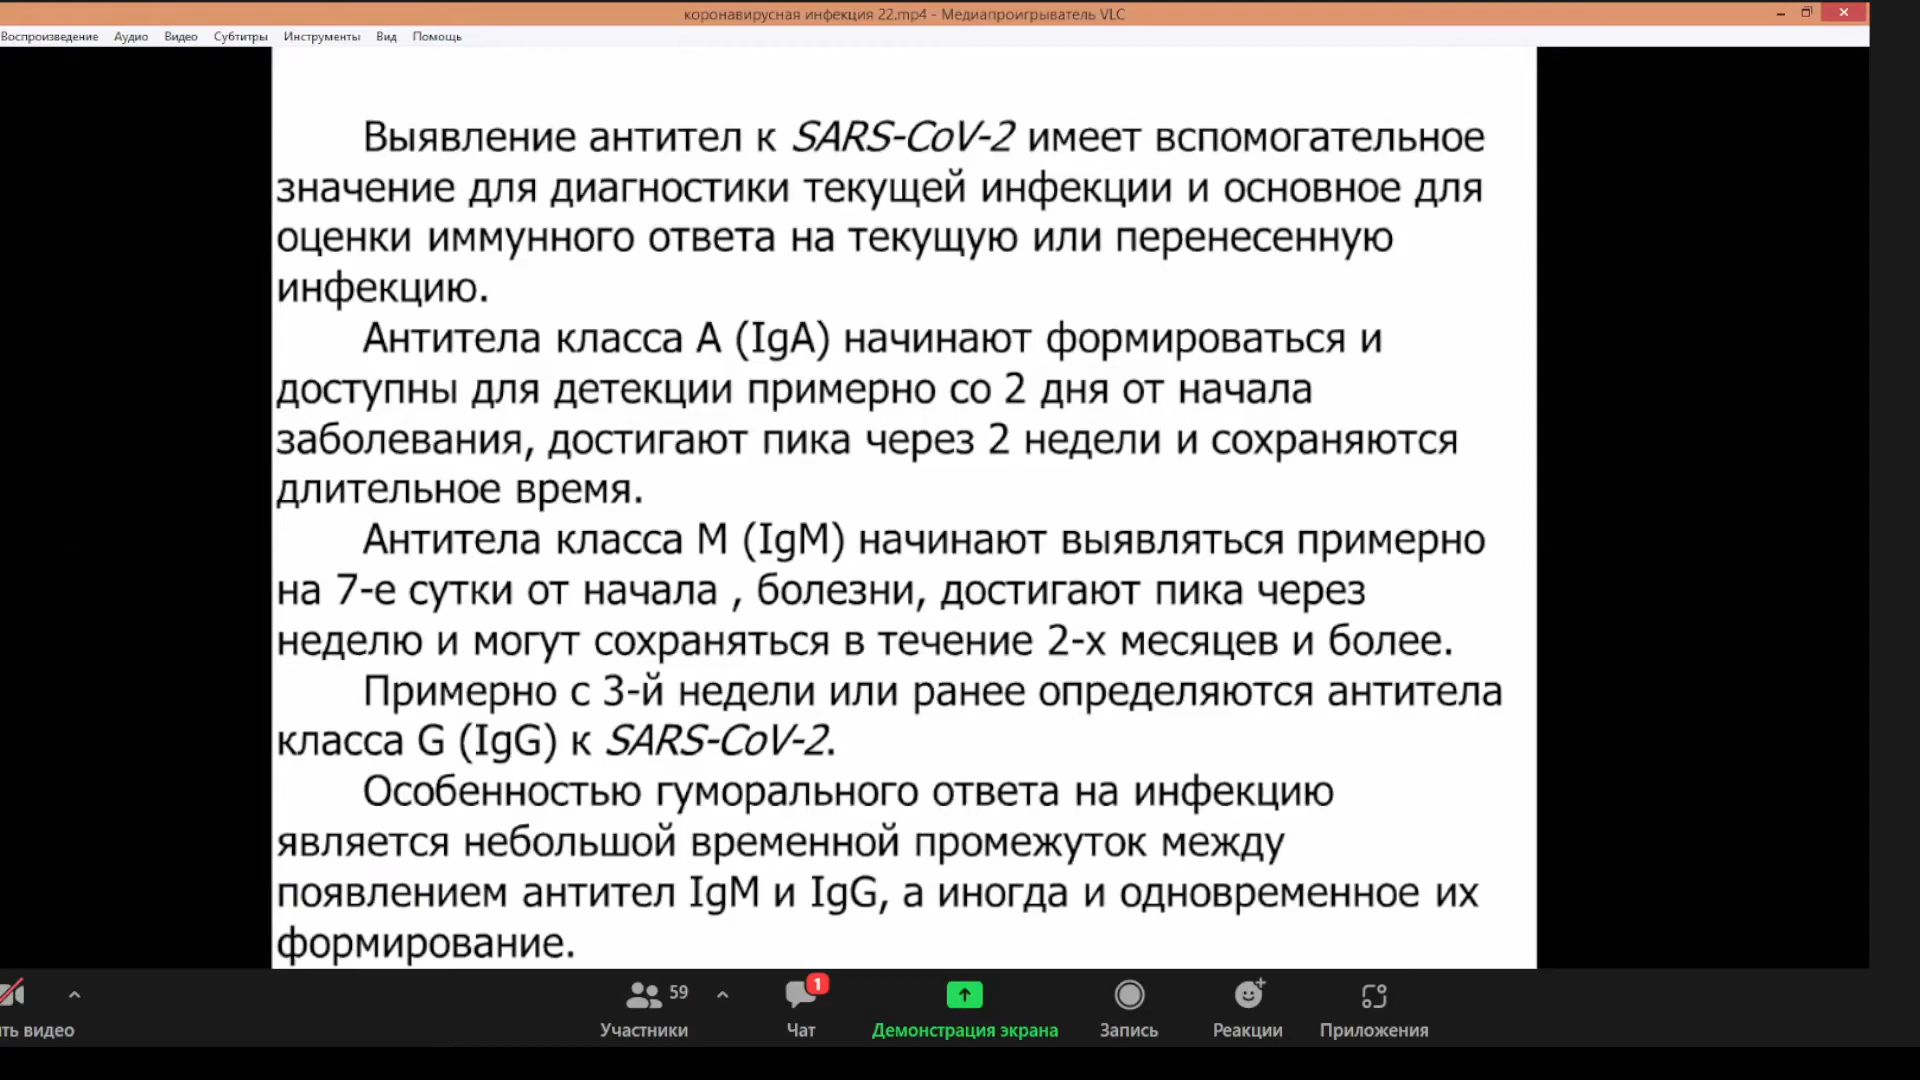 коронавирусная инфекция 22.mp4 - Медиапроигрыватель VLC
Воспроизведение Аудио Видео Субтитры Инструменты Вид Помощь
Выявление антител к SARS-CoV-2 имеет вспомогательное
значение для диагностики текущей инфекции и основное для
оценки иммунного ответа на текущую или перенесенную
инфекцию.
Антитела класса А (IgA) начинают формироваться и
доступны для детекции примерно со 2 дня от начала
заболевания, достигают пика через 2 недели и сохраняются
длительное время.
Антитела класса М (IgM) начинают выявляться примерно
на 7-е сутки от начала , болезни, достигают пика через
неделю и могут сохраняться в течение 2-х месяцев и более.
Примерно с 3-й недели или ранее определяются антитела
класса G (IgG) к SARS-CoV-2.
Особенностью гуморального ответа на инфекцию
является небольшой временной промежуток между
появлением антител IgM и IgG, а иногда и одновременное их
формирование.
59 1
ть видео Участники Чат Демонстрация экрана Запись Реакции Приложения